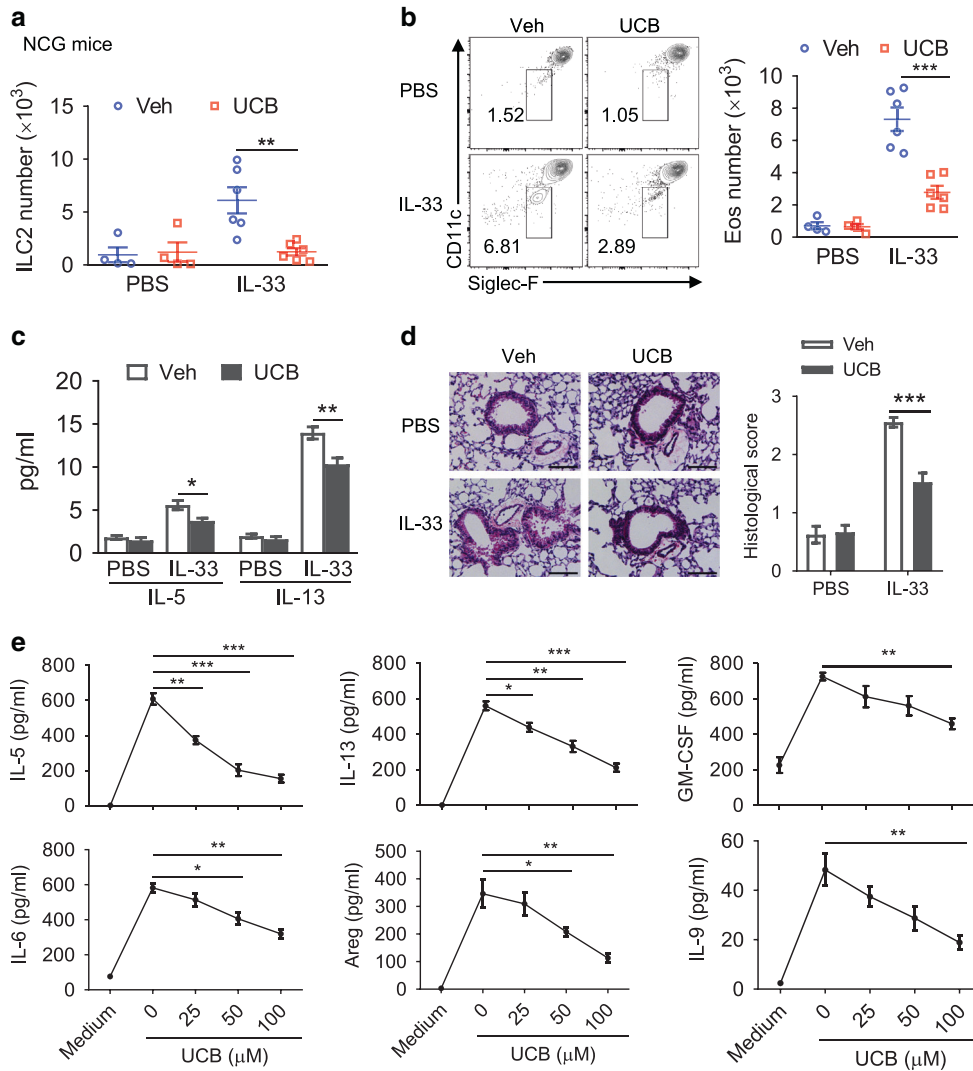 a
NCG mice
Veh UCB
ILC2 number (×10³)
15
10
5
0
**
PBS IL-33
b
Veh UCB
PBS
1.52 1.05
IL-33
6.81 2.89
CD11c
Siglec-F
Veh UCB
Eos number (×10³)
10
8
6
4
2
0
***
PBS IL-33
c
Veh UCB
pg/ml
20
15
10
5
0
*
**
PBS IL-33 PBS IL-33
IL-5 IL-13
d
Veh UCB
PBS
IL-33
Veh
UCB
Histological score
3
2
1
0
***
PBS IL-33
e
IL-5 (pg/ml)
800
600
400
200
0
***
***
**
IL-13 (pg/ml)
800
600
400
200
0
***
**
*
GM-CSF (pg/ml)
800
600
400
200
0
**
IL-6 (pg/ml)
800
600
400
200
0
**
*
Medium 0 25 50 100
UCB (μM)
Areg (pg/ml)
500
400
300
200
100
0
**
*
Medium 0 25 50 100
UCB (μM)
IL-9 (pg/ml)
60
40
20
0
**
Medium 0 25 50 100
UCB (μM)